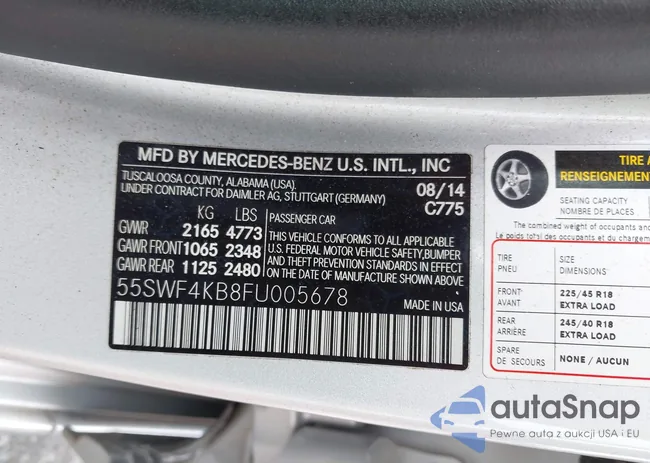 MFD BY MERCEDES-BENZ U.S. INTL., INC
TUSCALOOSA COUNTY, ALABAMA (USA). 08/14
UNDER CONTRACT FOR DAIMLER AG, STUTTGART (GERMANY) C775
KG LBS PASSENGER CAR
GVWR 2165 4773
GAWR FRONT 1065 2348
GAWR REAR 1125 2480
THIS VEHICLE CONFORMS TO ALL APPLICABLE
U.S. FEDERAL MOTOR VEHICLE SAFETY, BUMPER
AND THEFT PREVENTION STANDARDS IN EFFECT
ON THE DATE OF MANUFACTURE SHOWN ABOVE
55SWF4KB8FU005678
TIRE
RENSEIGNEMENT
SEATING CAPACITY
NOMBRE DE PLACES
The combined weight of occupants and
Le poids total des occupants et du chargement
TIRE SIZE
PNEU DIMENSIONS
FRONT 225/45 R18
AVANT EXTRA LOAD
REAR 245/40 R18
ARRIÈRE EXTRA LOAD
SPARE NONE / AUCUN
DE SECOURS
autaSnap
Pewne auta z aukcji USA i EU